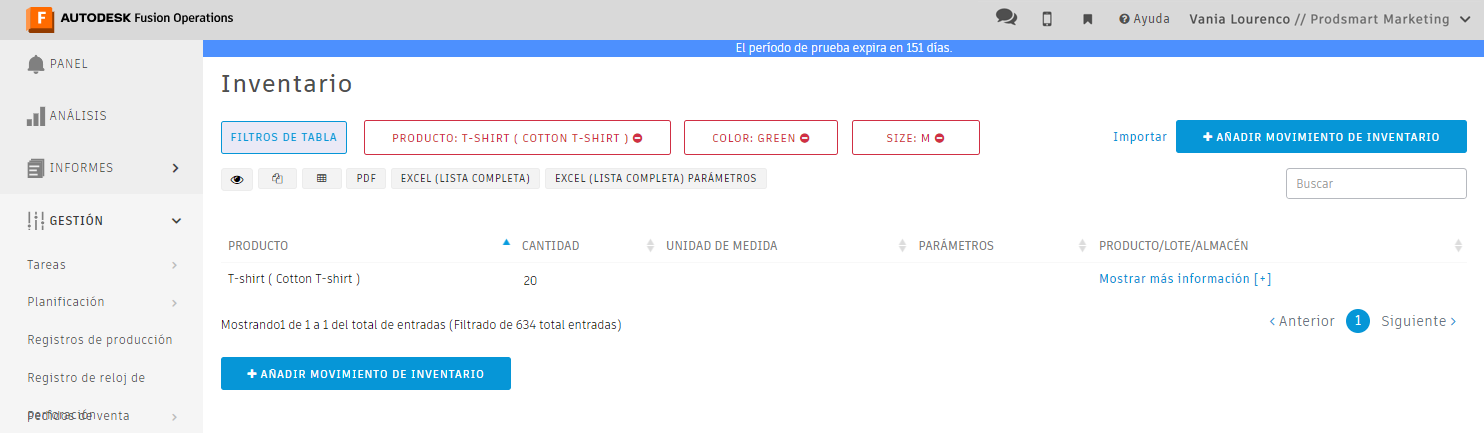 F AUTODESK Fusion Operations
Ayuda Vania Lourenco // Prodsmart Marketing
El período de prueba expira en 151 días.
PANEL
ANÁLISIS
INFORMES
GESTIÓN
Tareas
Planificación
Registros de producción
Registro de reloj de
perforación
Pedidos de venta
Inventario
FILTROS DE TABLA PRODUCTO: T-SHIRT ( COTTON T-SHIRT ) COLOR: GREEN SIZE: M Importar + AÑADIR MOVIMIENTO DE INVENTARIO
PDF EXCEL (LISTA COMPLETA) EXCEL (LISTA COMPLETA) PARÁMETROS Buscar
PRODUCTO CANTIDAD UNIDAD DE MEDIDA PARÁMETROS PRODUCTO/LOTE/ALMACÉN
T-shirt ( Cotton T-shirt ) 20 Mostrar más información [+]
Mostrando1 de 1 a 1 del total de entradas (Filtrado de 634 total entradas) < Anterior 1 Siguiente >
+ AÑADIR MOVIMIENTO DE INVENTARIO